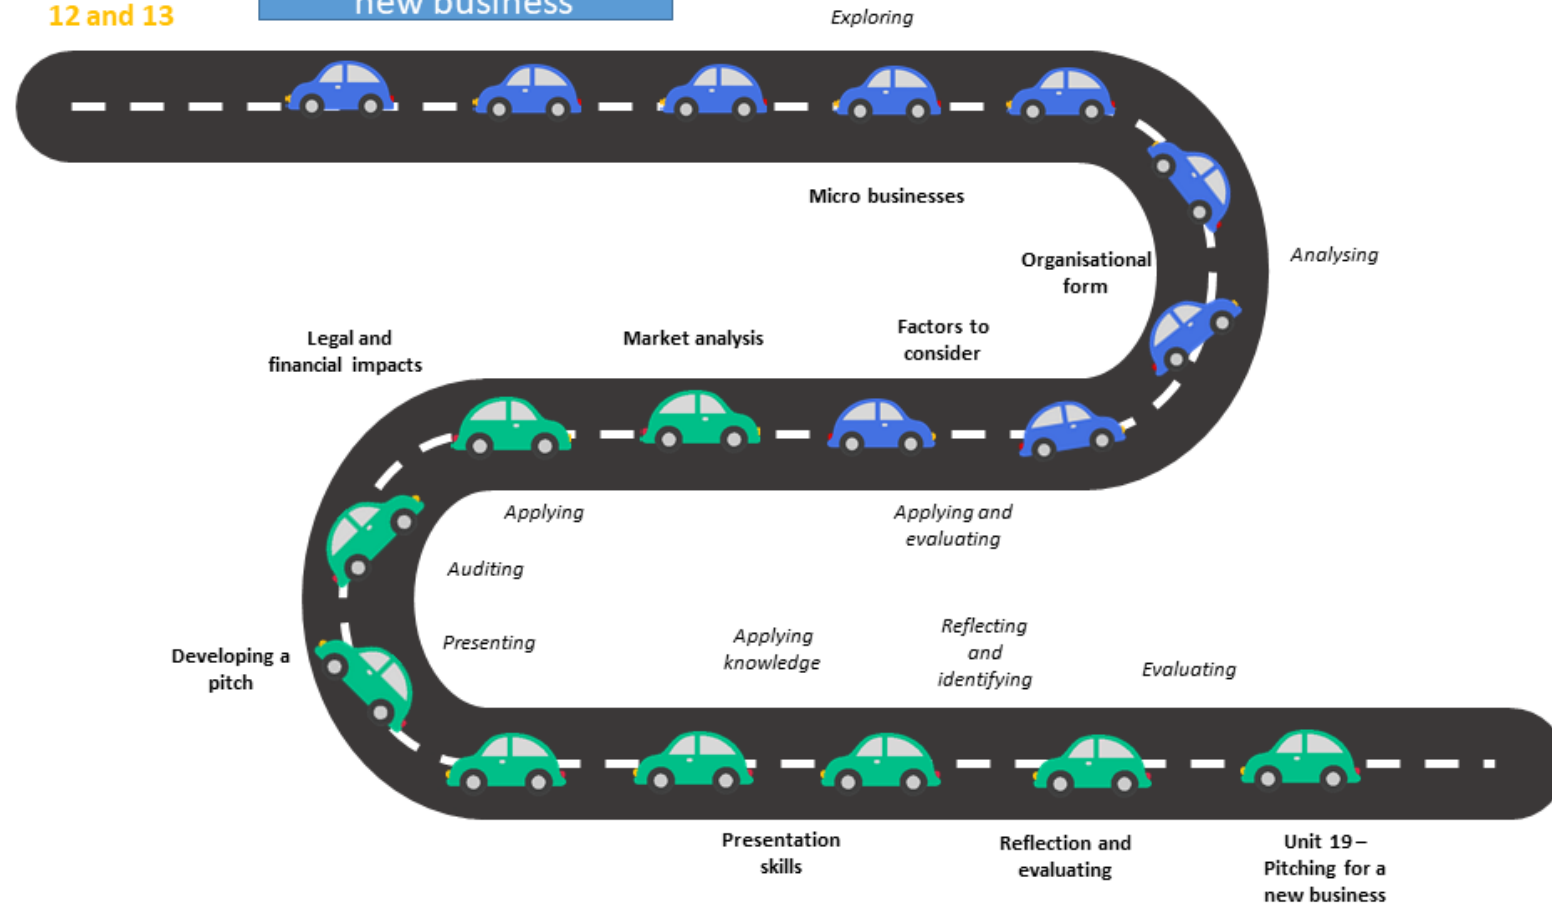 12 and 13
new business
Exploring
Micro businesses
Organisational
form
Analysing
Legal and
financial impacts
Market analysis
Factors to
consider
Applying
Applying and
evaluating
Auditing
Presenting
Developing a
pitch
Applying
knowledge
Reflecting
and
identifying
Evaluating
Presentation
skills
Reflection and
evaluating
Unit 19 –
Pitching for a
new business